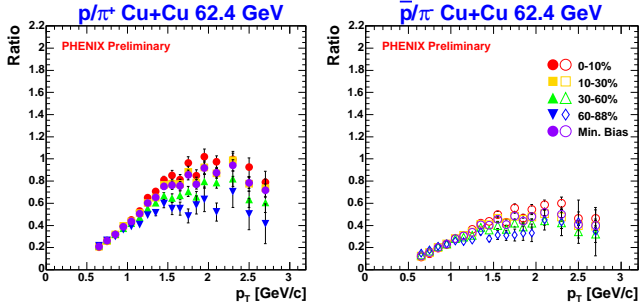 p/π⁺ Cu+Cu 62.4 GeV
Ratio
PHENIX Preliminary
2
1.8
1.6
1.4
1.2
1
0.8
0.6
0.4
0.2
0
0 0.5 1 1.5 2 2.5 3
p_T [GeV/c]
p̅/π⁻ Cu+Cu 62.4 GeV
Ratio
PHENIX Preliminary
0-10%
10-30%
30-60%
60-88%
Min. Bias
2
1.8
1.6
1.4
1.2
1
0.8
0.6
0.4
0.2
0
0 0.5 1 1.5 2 2.5 3
p_T [GeV/c]